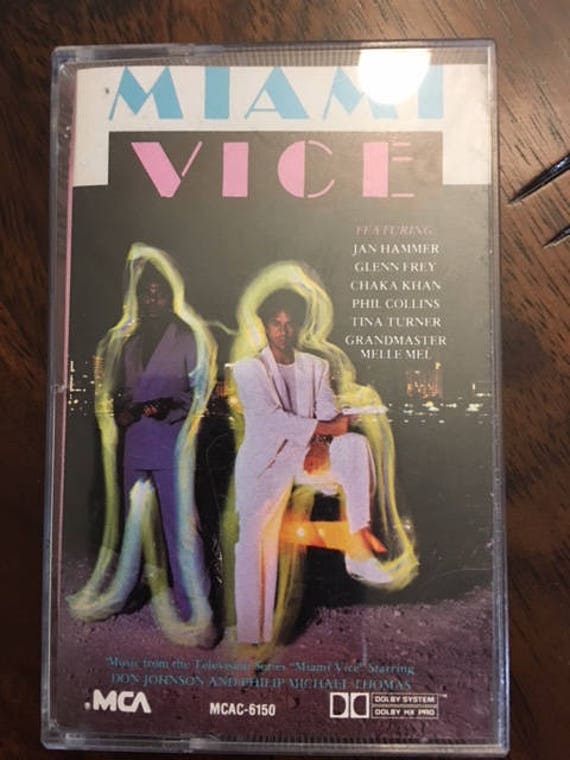 MIAMI
VICE
FEATURING
JAN HAMMER
GLENN FREY
CHAKA KHAN
PHIL COLLINS
TINA TURNER
GRANDMASTER
MELLE MEL
Music from the Television Series "Miami Vice" Starring
DON JOHNSON AND PHILIP MICHAEL THOMAS
.MCA
MCAC-6150
DOLBY SYSTEM
DOLBY HX PRO